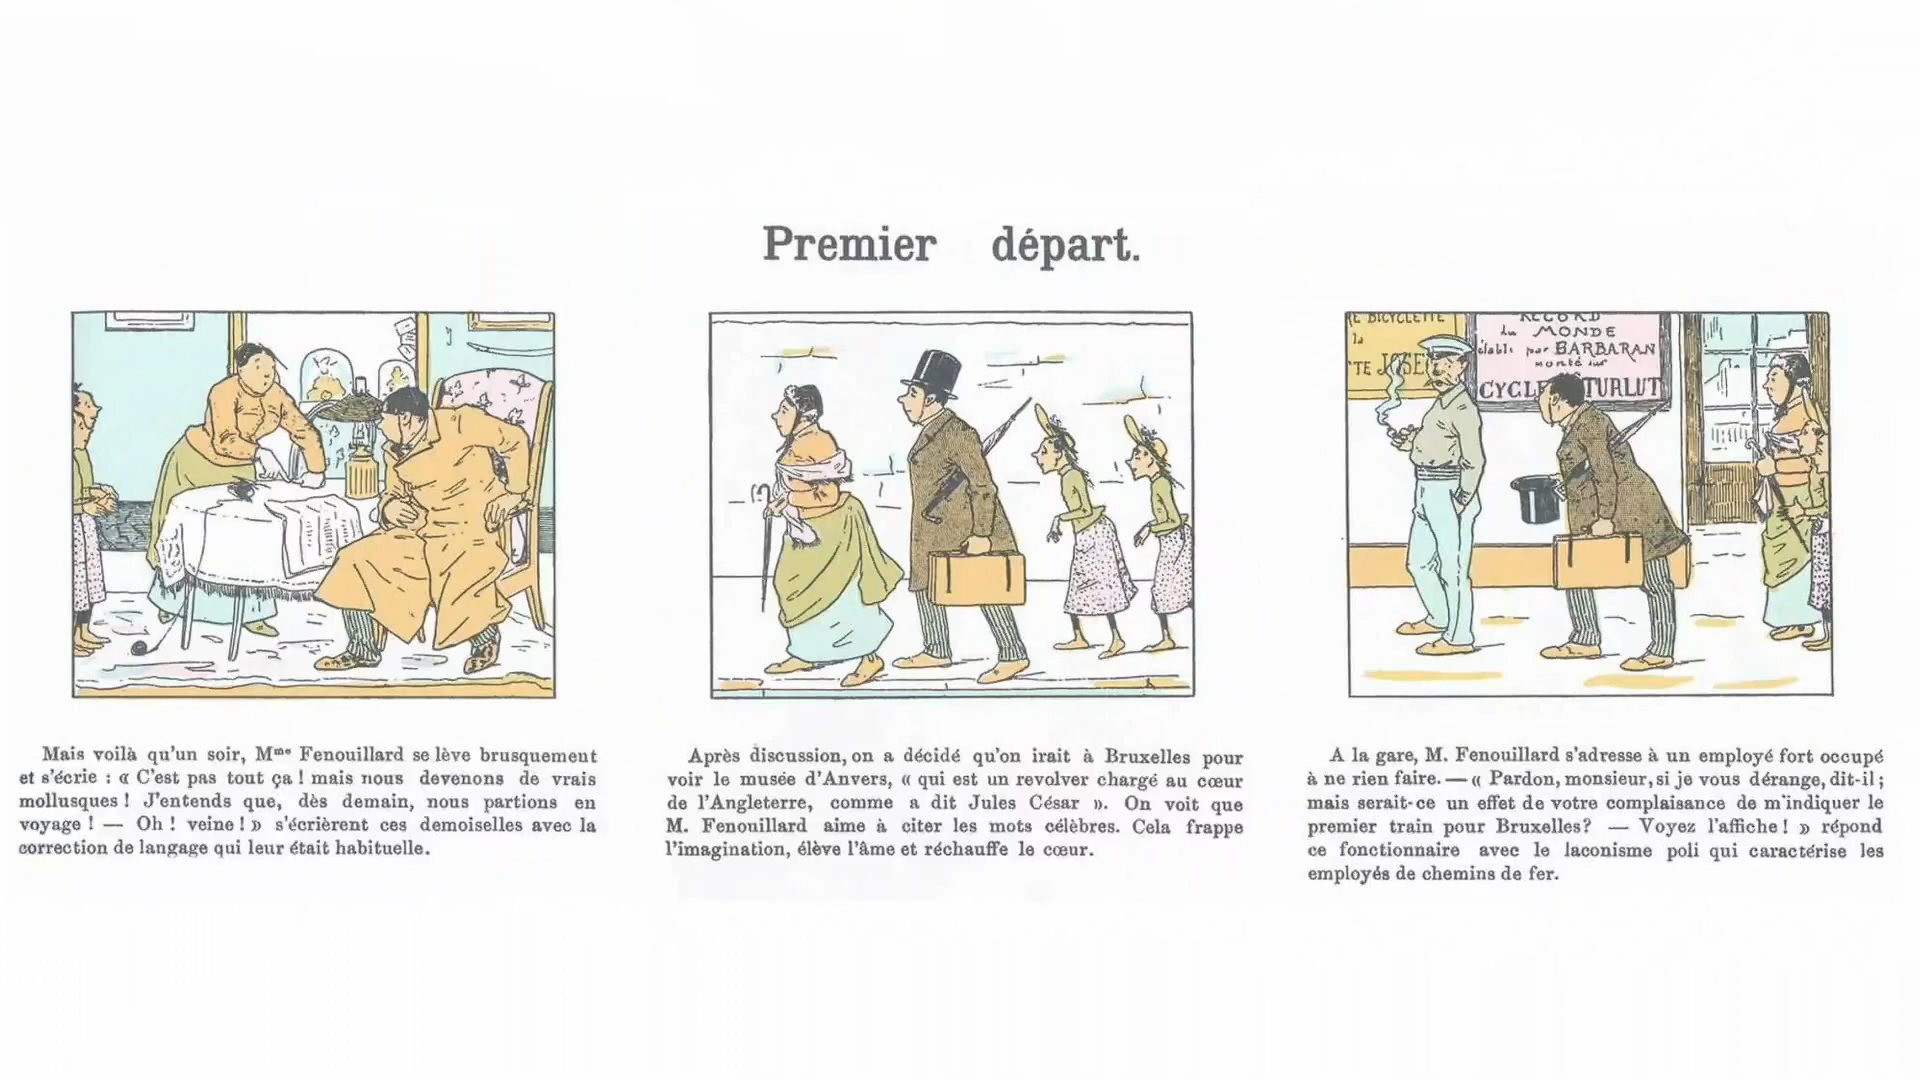 Premier départ.
RE BICYCLETTE
la
TE JOSE
RECORD
du MONDE
établi par BARBARAN
monté sur
CYCLE TURLUT
Mais voilà qu'un soir, Mme Fenouillard se lève brusquement
et s'écrie : « C'est pas tout ça ! mais nous devenons de vrais
mollusques ! J'entends que, dès demain, nous partions en
voyage ! — Oh ! veine ! » s'écrièrent ces demoiselles avec la
correction de langage qui leur était habituelle.
Après discussion, on a décidé qu'on irait à Bruxelles pour
voir le musée d'Anvers, « qui est un revolver chargé au cœur
de l'Angleterre, comme a dit Jules César ». On voit que
M. Fenouillard aime à citer les mots célèbres. Cela frappe
l'imagination, élève l'âme et réchauffe le cœur.
A la gare, M. Fenouillard s'adresse à un employé fort occupé
à ne rien faire. — « Pardon, monsieur, si je vous dérange, dit-il ;
mais serait-ce un effet de votre complaisance de m'indiquer le
premier train pour Bruxelles ? — Voyez l'affiche ! » répond
ce fonctionnaire avec le laconisme poli qui caractérise les
employés de chemins de fer.